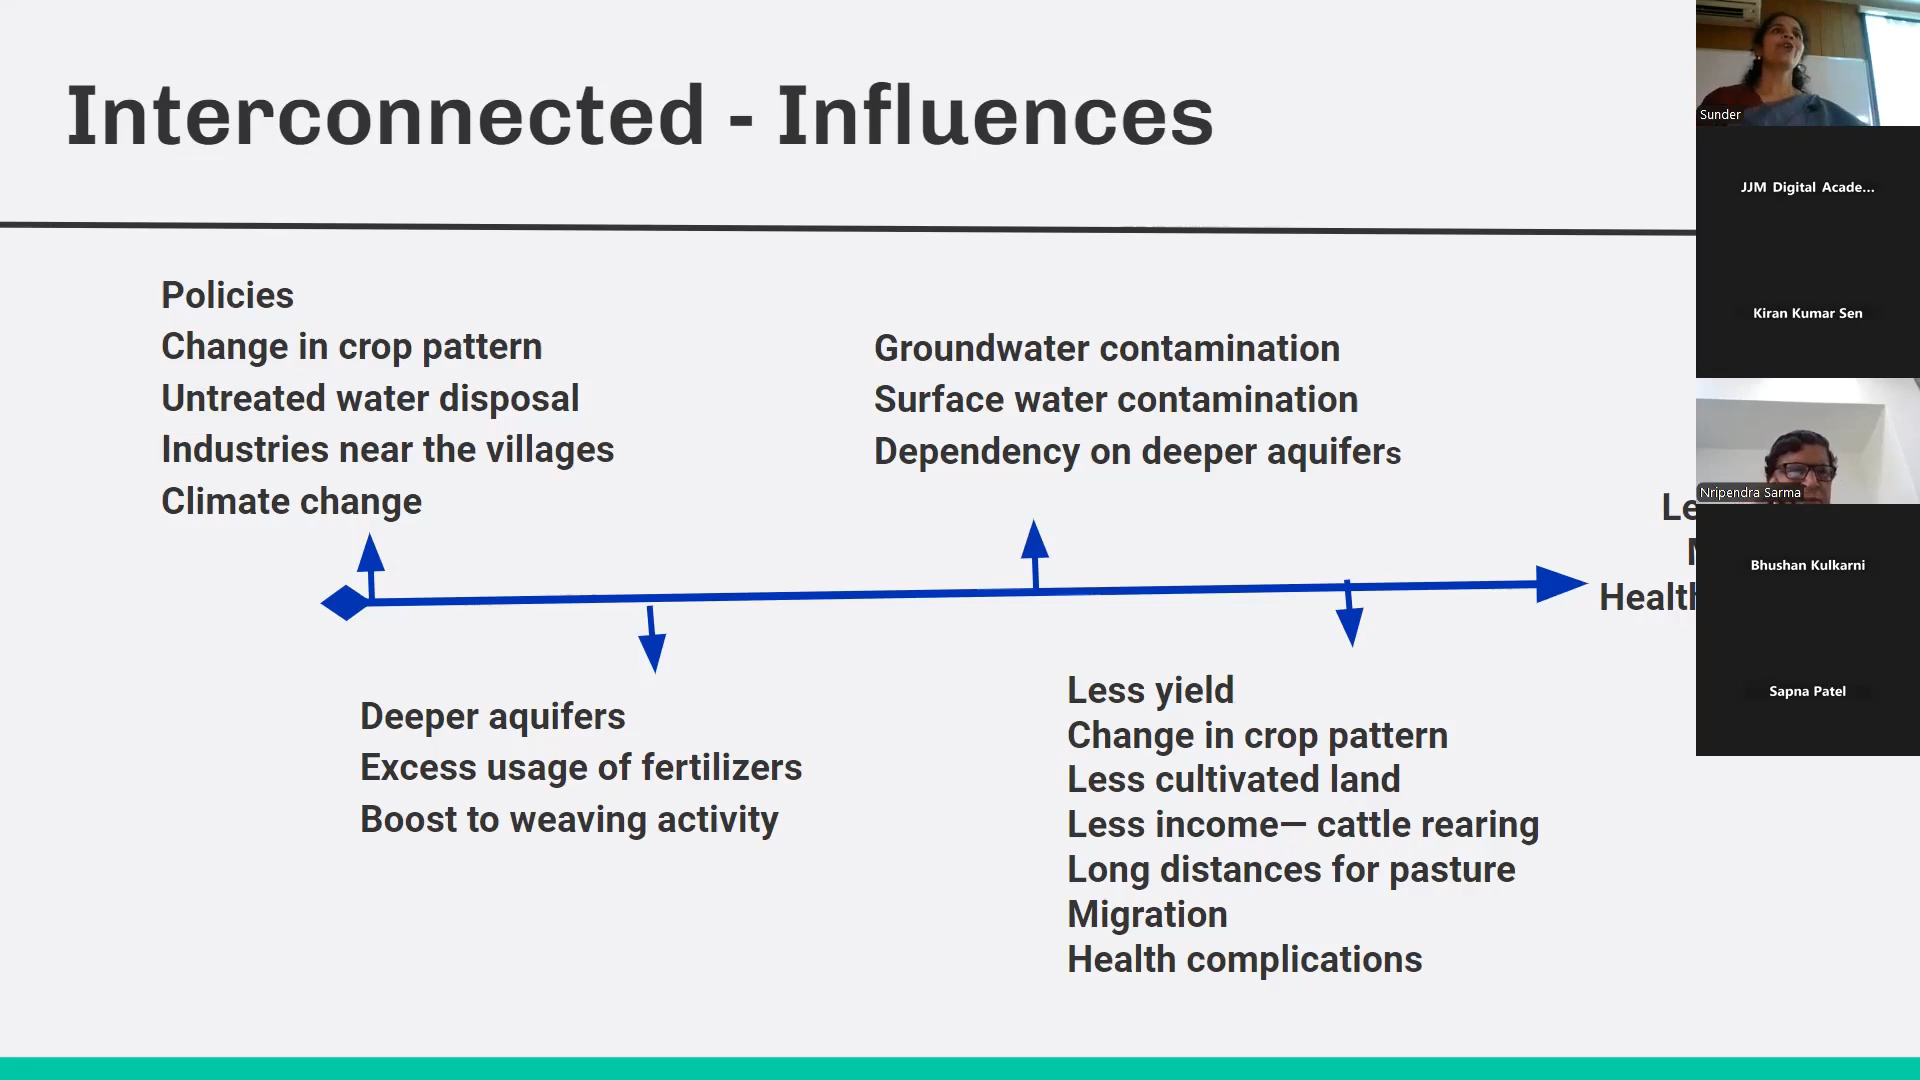 Interconnected - Influences
Policies
Change in crop pattern
Untreated water disposal
Industries near the villages
Climate change
Groundwater contamination
Surface water contamination
Dependency on deeper aquifers
Deeper aquifers
Excess usage of fertilizers
Boost to weaving activity
Less yield
Change in crop pattern
Less cultivated land
Less income— cattle rearing
Long distances for pasture
Migration
Health complications
Sunder
JJM Digital Acade...
Kiran Kumar Sen
Nripendra Sarma
Bhushan Kulkarni
Sapna Patel